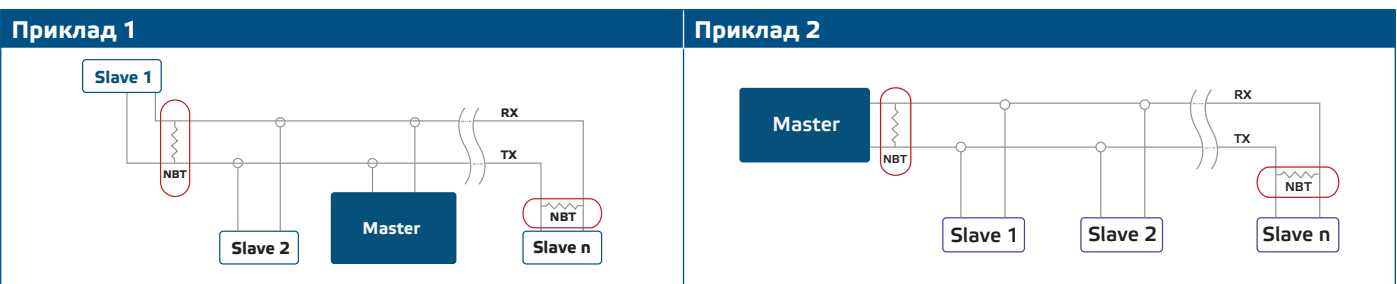 Приклад 1
Slave 1
RX
TX
NBT
NBT
Slave 2
Master
Slave n
Приклад 2
Master
RX
TX
NBT
NBT
Slave 1
Slave 2
Slave n